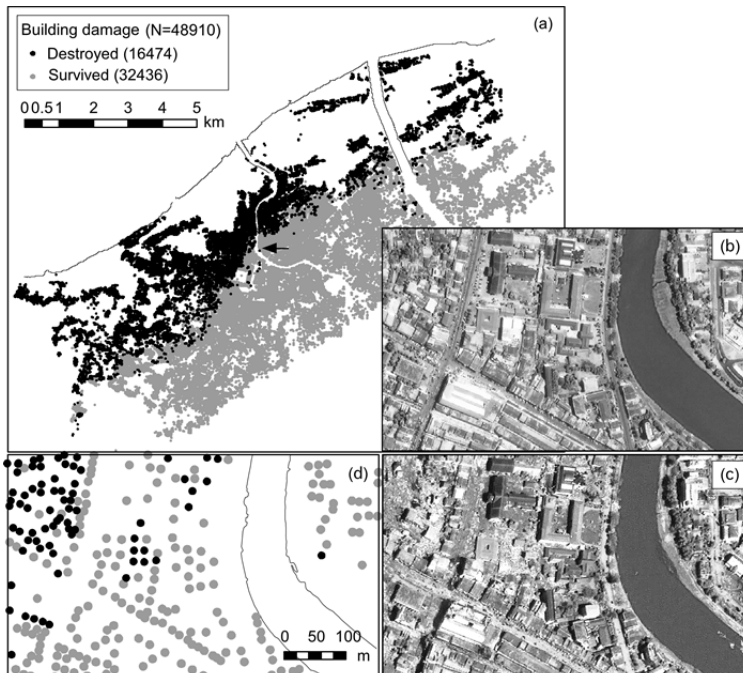 Building damage (N=48910)
Destroyed (16474)
Survived (32436)
(a)
0 0.5 1 2 3 4 5
km
(b)
(d)
(c)
0 50 100
m